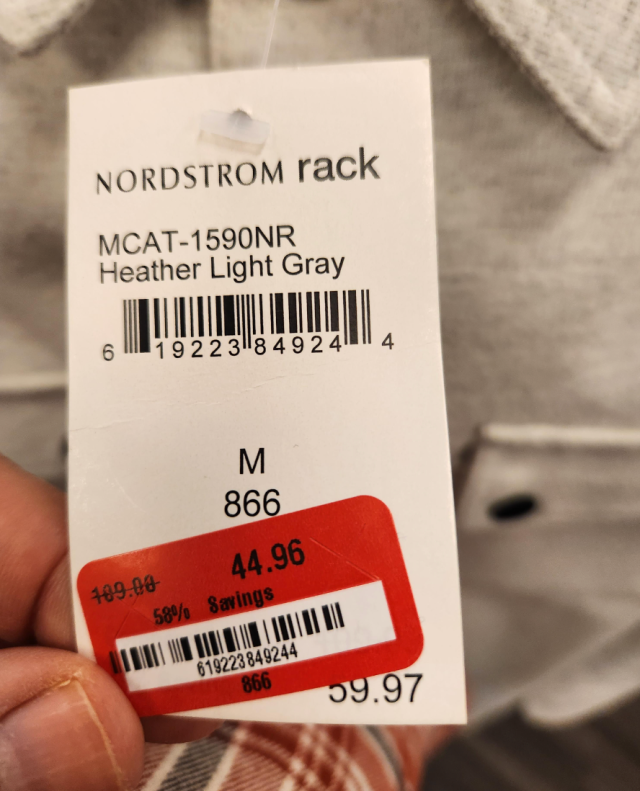 NORDSTROM rack
MCAT-1590NR
Heather Light Gray
6 19223 84924 4
M
866
109.00 44.96
58% Savings
619223849244
866
59.97